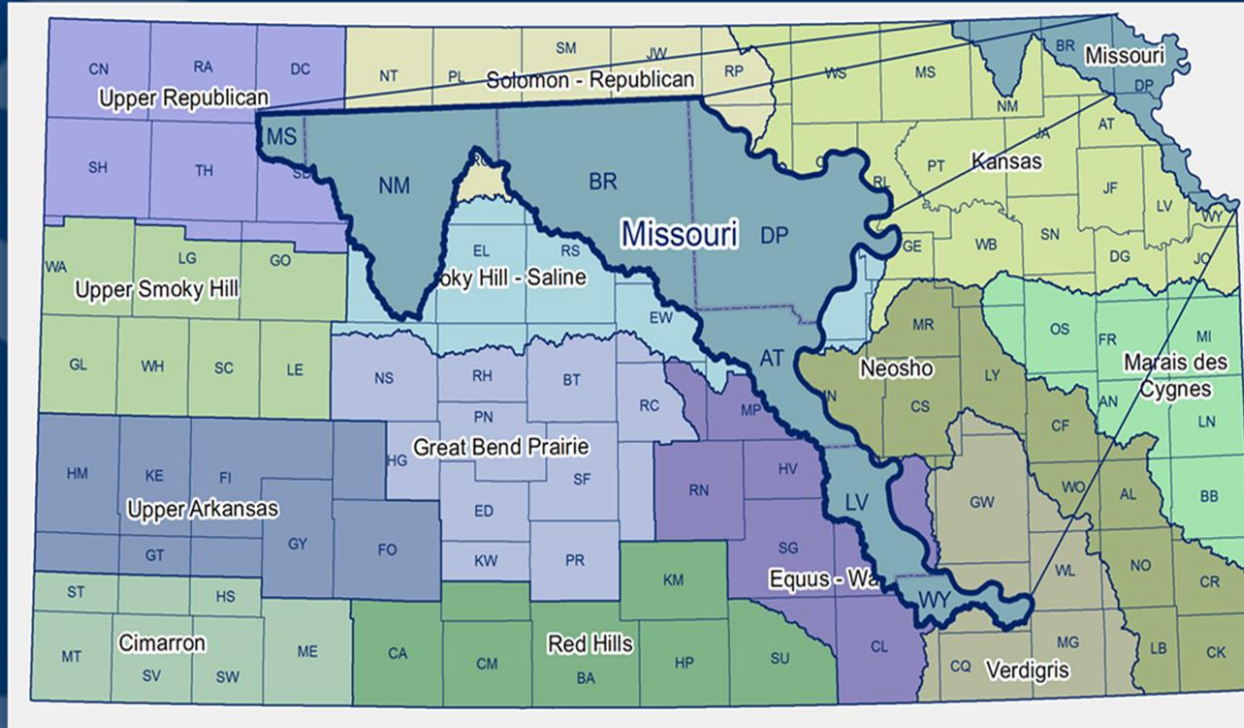 SM
JW
BR
Missouri
CN
RA
DC
NT
PL
Solomon - Republican
RP
WS
MS
DP
Upper Republican
NM
MS
JA
AT
SH
TH
SD
NM
BR
PT
Kansas
RL
JF
LV
WY
Missouri
DP
GE
WB
SN
DG
JO
WA
LG
GO
EL
RS
oky Hill - Saline
Upper Smoky Hill
EW
MR
OS
FR
MI
GL
WH
SC
LE
NS
RH
BT
AT
Neosho
LY
Marais des
Cygnes
RC
MP
CS
AN
LN
PN
CF
Great Bend Prairie
HM
KE
FI
HG
SF
RN
HV
LV
GW
WO
AL
BB
Upper Arkansas
ED
GT
GY
FO
KW
PR
SG
Equus - Wa
WL
NO
CR
KM
ST
HS
WY
Cimarron
MT
SV
SW
ME
CA
CM
Red Hills
BA
HP
SU
CL
CQ
Verdigris
MG
LB
CK